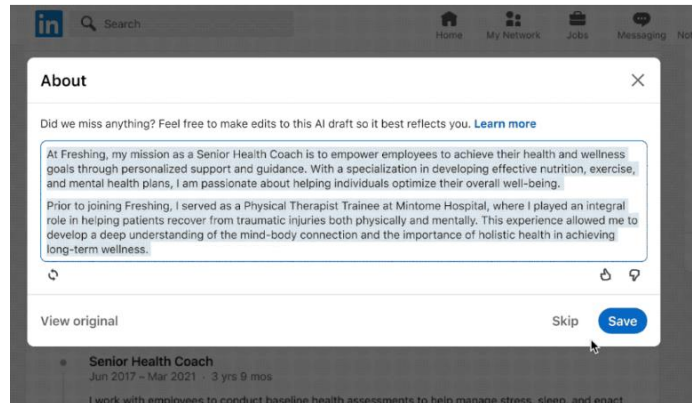 in
Search
Home
My Network
Jobs
Messaging
About
Did we miss anything? Feel free to make edits to this AI draft so it best reflects you. Learn more
At Freshing, my mission as a Senior Health Coach is to empower employees to achieve their health and wellness
goals through personalized support and guidance. With a specialization in developing effective nutrition, exercise,
and mental health plans, I am passionate about helping individuals optimize their overall well-being.
Prior to joining Freshing, I served as a Physical Therapist Trainee at Mintome Hospital, where I played an integral
role in helping patients recover from traumatic injuries both physically and mentally. This experience allowed me to
develop a deep understanding of the mind-body connection and the importance of holistic health in achieving
long-term wellness.
View original
Skip
Save
Senior Health Coach
Jun 2017 – Mar 2021 · 3 yrs 9 mos
I work with employees to conduct baseline health assessments to help manage stress, sleep, and enact